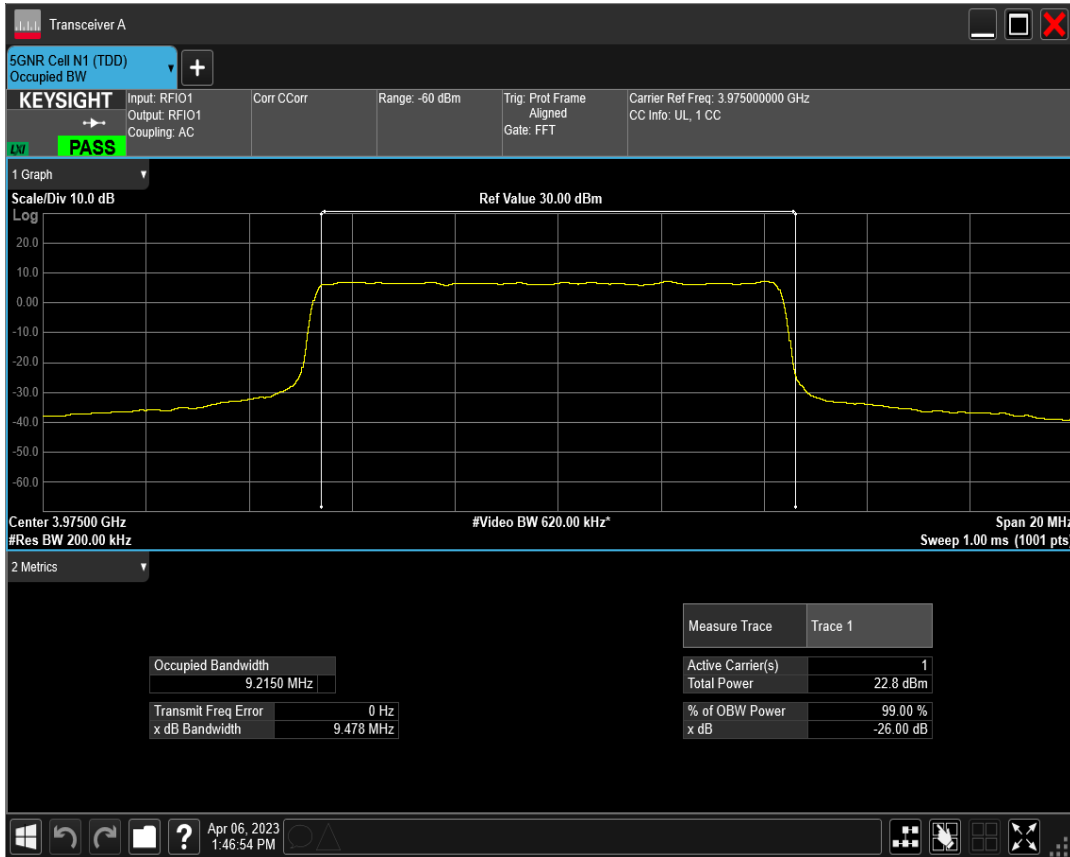 Transceiver A
5GNR Cell N1 (TDD)
Occupied BW
+
KEYSIGHT
LXI
PASS
Input: RFIO1
Output: RFIO1
Coupling: AC
Corr CCorr
Range: -60 dBm
Trig: Prot Frame
Aligned
Gate: FFT
Carrier Ref Freq: 3.975000000 GHz
CC Info: UL, 1 CC
1 Graph
Scale/Div 10.0 dB
Ref Value 30.00 dBm
Log
20.0
10.0
0.00
-10.0
-20.0
-30.0
-40.0
-50.0
-60.0
Center 3.97500 GHz
#Video BW 620.00 kHz*
Span 20 MHz
#Res BW 200.00 kHz
Sweep 1.00 ms (1001 pts)
2 Metrics
Measure Trace Trace 1
Occupied Bandwidth
9.2150 MHz
Active Carrier(s) 1
Total Power 22.8 dBm
Transmit Freq Error 0 Hz
x dB Bandwidth 9.478 MHz
% of OBW Power 99.00 %
x dB -26.00 dB
?
Apr 06, 2023
1:46:54 PM